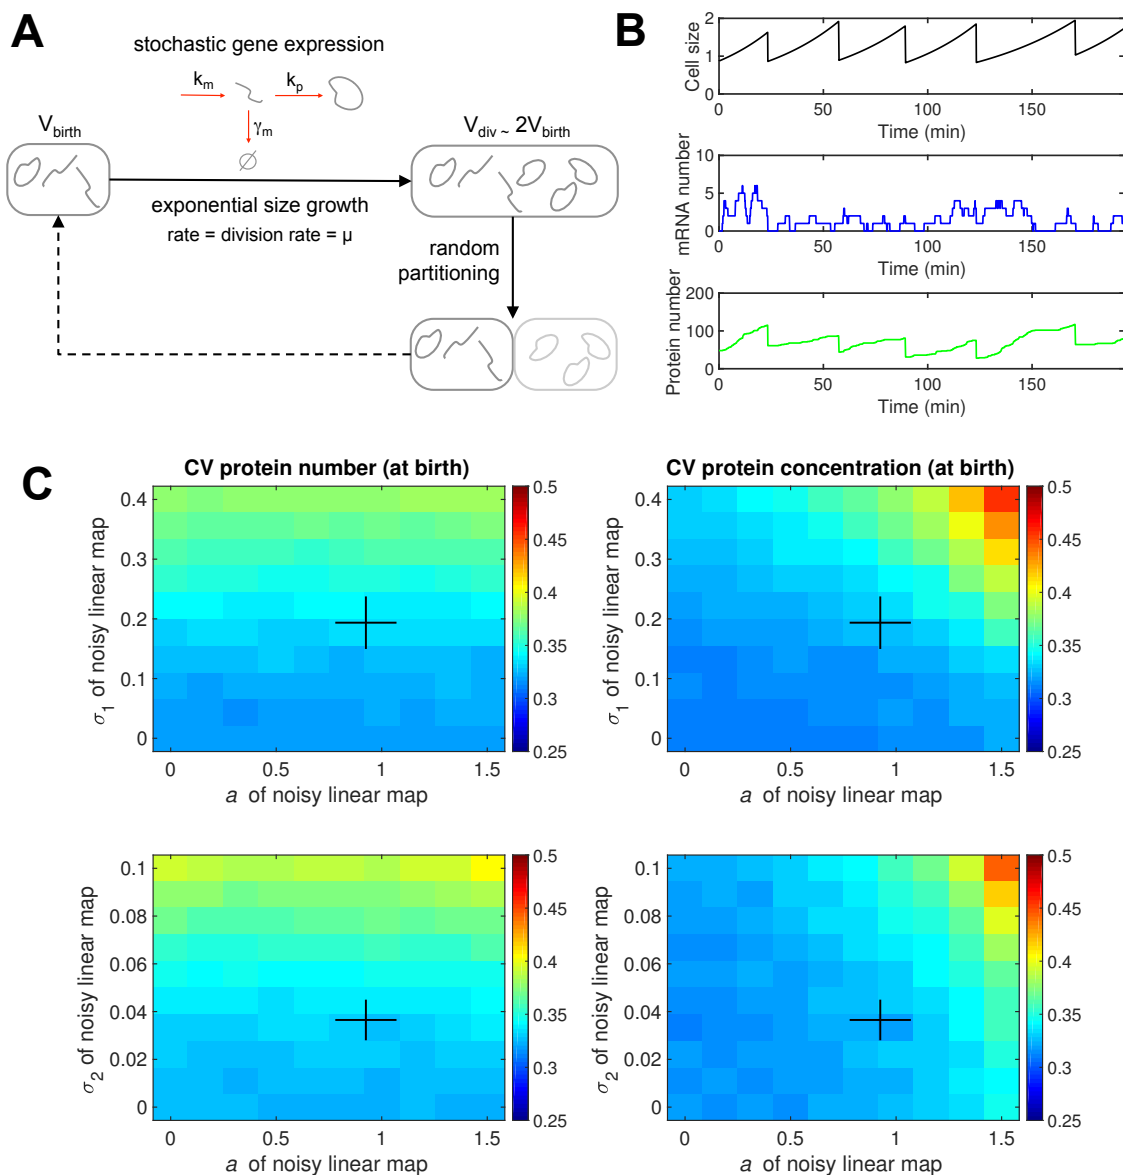 A
stochastic gene expression
k_m
k_p
γ_m
∅
V_birth
V_div ~ 2V_birth
exponential size growth
rate = division rate = μ
random
partitioning
B
Cell size
2
1
0
0
50
100
150
Time (min)
mRNA number
10
5
0
0
50
100
150
Time (min)
Protein number
200
100
0
0
50
100
150
Time (min)
C
CV protein number (at birth)
σ_1 of noisy linear map
0.4
0.3
0.2
0.1
0
0
0.5
1
1.5
a of noisy linear map
0.5
0.45
0.4
0.35
0.3
0.25
CV protein concentration (at birth)
σ_1 of noisy linear map
0.4
0.3
0.2
0.1
0
0
0.5
1
1.5
a of noisy linear map
0.5
0.45
0.4
0.35
0.3
0.25
σ_2 of noisy linear map
0.1
0.08
0.06
0.04
0.02
0
0
0.5
1
1.5
a of noisy linear map
0.5
0.45
0.4
0.35
0.3
0.25
σ_2 of noisy linear map
0.1
0.08
0.06
0.04
0.02
0
0
0.5
1
1.5
a of noisy linear map
0.5
0.45
0.4
0.35
0.3
0.25